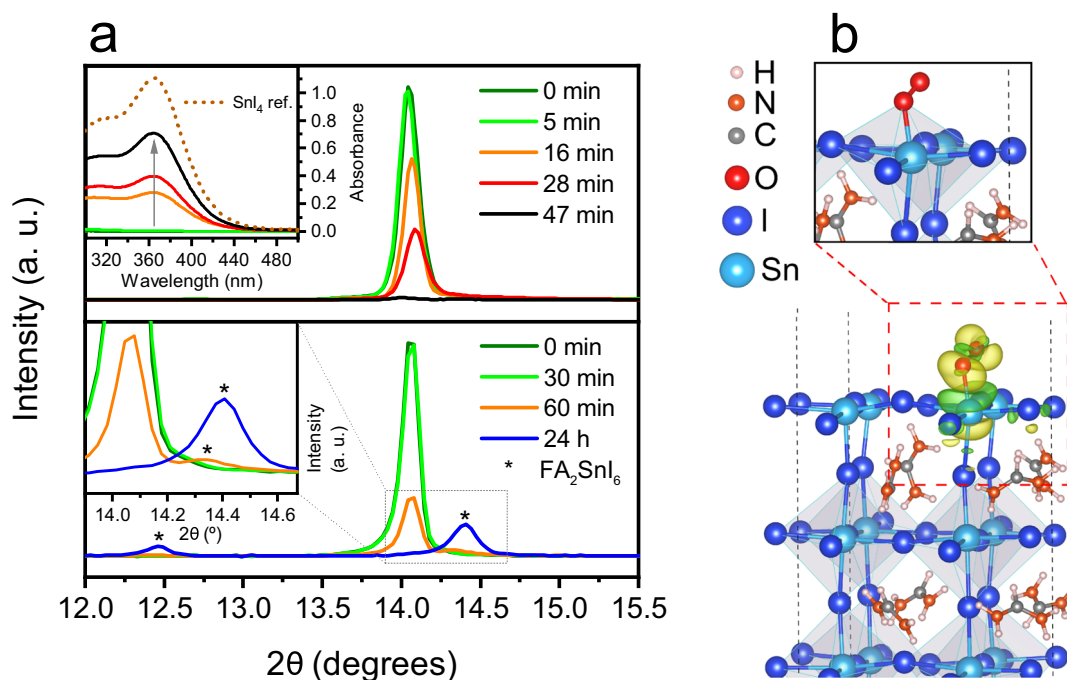 a
Intensity (a. u.)
SnI₄ ref.
1.0
0.8
0.6
0.4
0.2
0.0
Absorbance
320 360 400 440 480
Wavelength (nm)
0 min
5 min
16 min
28 min
47 min
*
*
14.0 14.2 14.4 14.6
2θ (º)
Intensity
(a. u.)
0 min
30 min
60 min
24 h
* FA₂SnI₆
*
*
12.0 12.5 13.0 13.5 14.0 14.5 15.0 15.5
2θ (degrees)
b
H
N
C
O
I
Sn